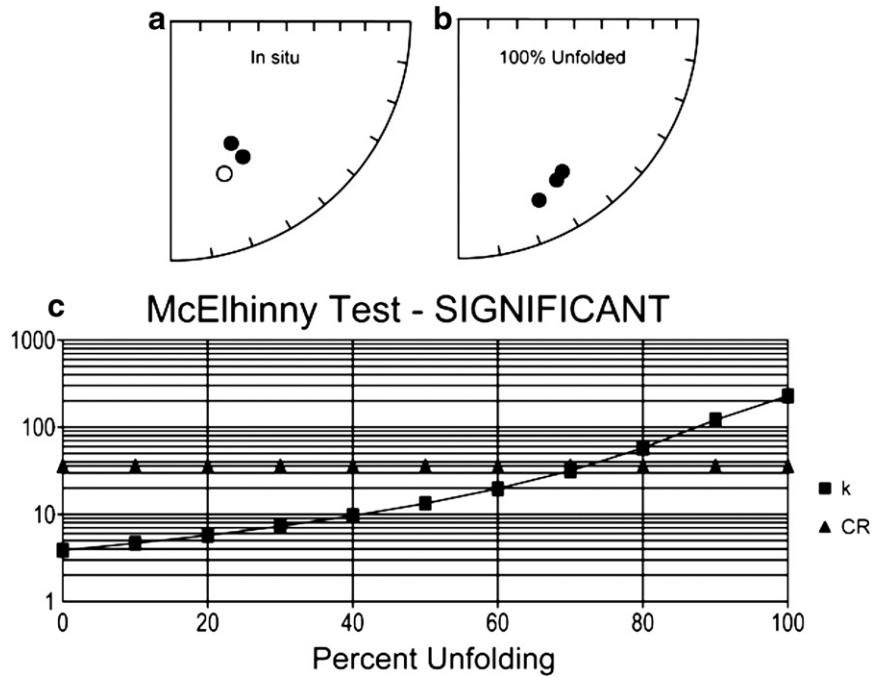 a
In situ
b
100% Unfolded
c
McElhinny Test - SIGNIFICANT
1000
100
10
1
0 20 40 60 80 100
Percent Unfolding
k
CR